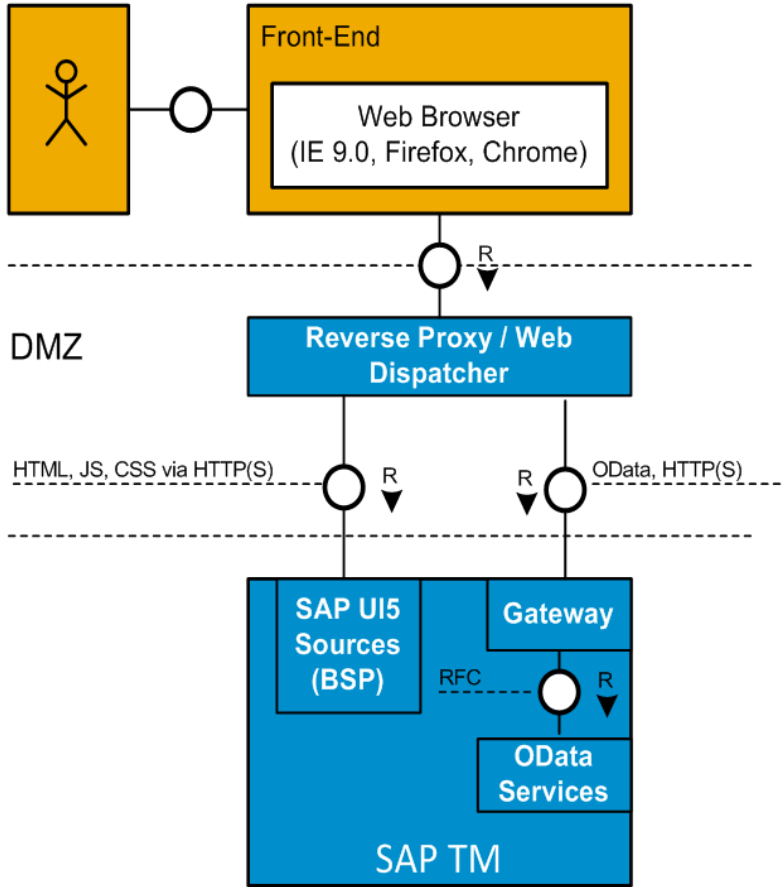 Front-End
Web Browser
(IE 9.0, Firefox, Chrome)
R
DMZ
Reverse Proxy / Web
Dispatcher
HTML, JS, CSS via HTTP(S)
R
R
OData, HTTP(S)
SAP UI5
Sources
(BSP)
Gateway
RFC
R
OData
Services
SAP TM